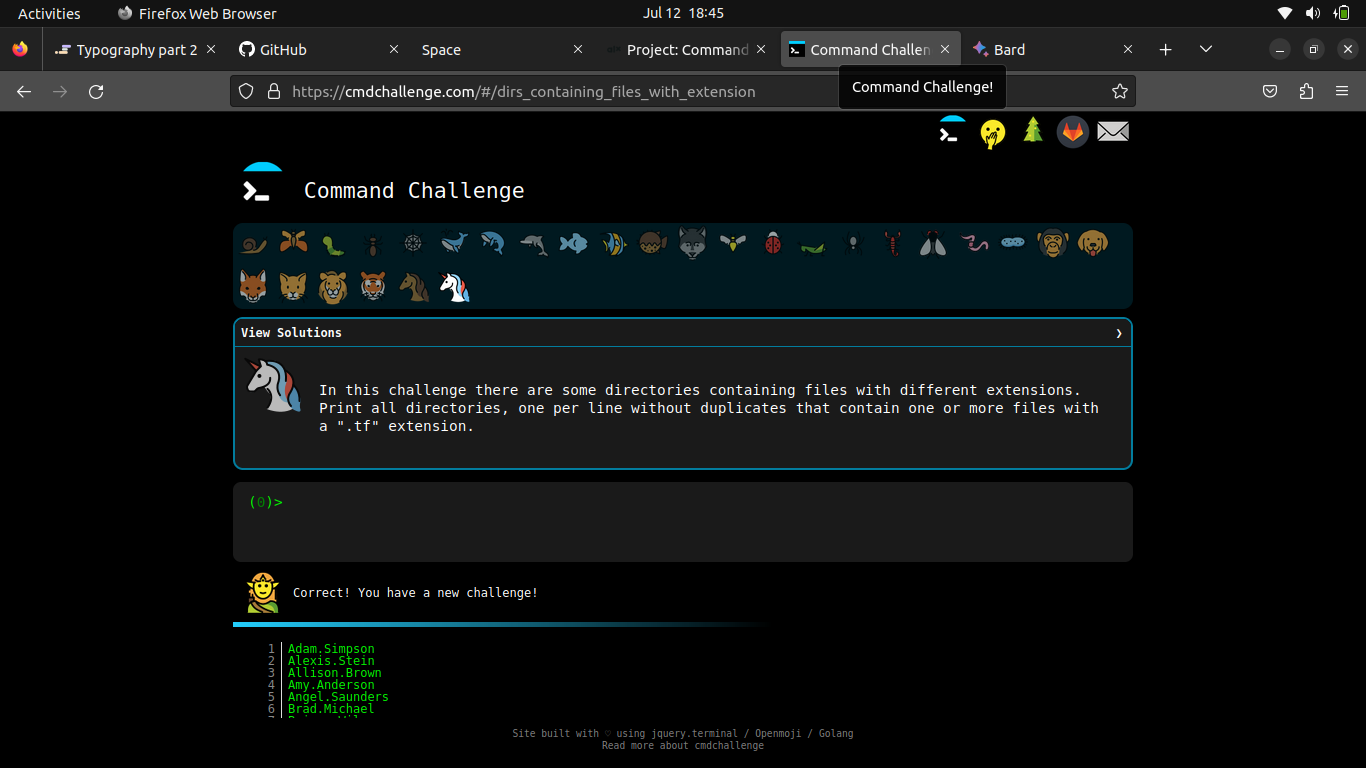 Activities
Firefox Web Browser
Jul 12 18:45
Typography part 2
GitHub
Space
Project: Command
Command Challen
Bard
https://cmdchallenge.com/#/dirs_containing_files_with_extension
Command Challenge!
Command Challenge
View Solutions
In this challenge there are some directories containing files with different extensions.
Print all directories, one per line without duplicates that contain one or more files with
a ".tf" extension.
(0)>
Correct! You have a new challenge!
1 Adam.Simpson
2 Alexis.Stein
3 Allison.Brown
4 Amy.Anderson
5 Angel.Saunders
6 Brad.Michael
Site built with ♡ using jquery.terminal / Openmoji / Golang
Read more about cmdchallenge